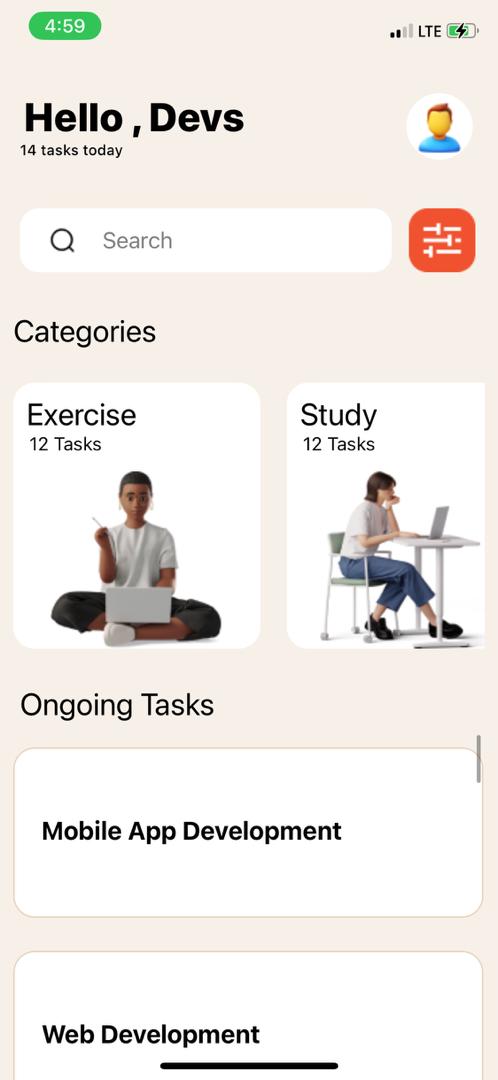 4:59
LTE
Hello , Devs
14 tasks today
Search
Categories
Exercise
12 Tasks
Study
12 Tasks
Ongoing Tasks
Mobile App Development
Web Development